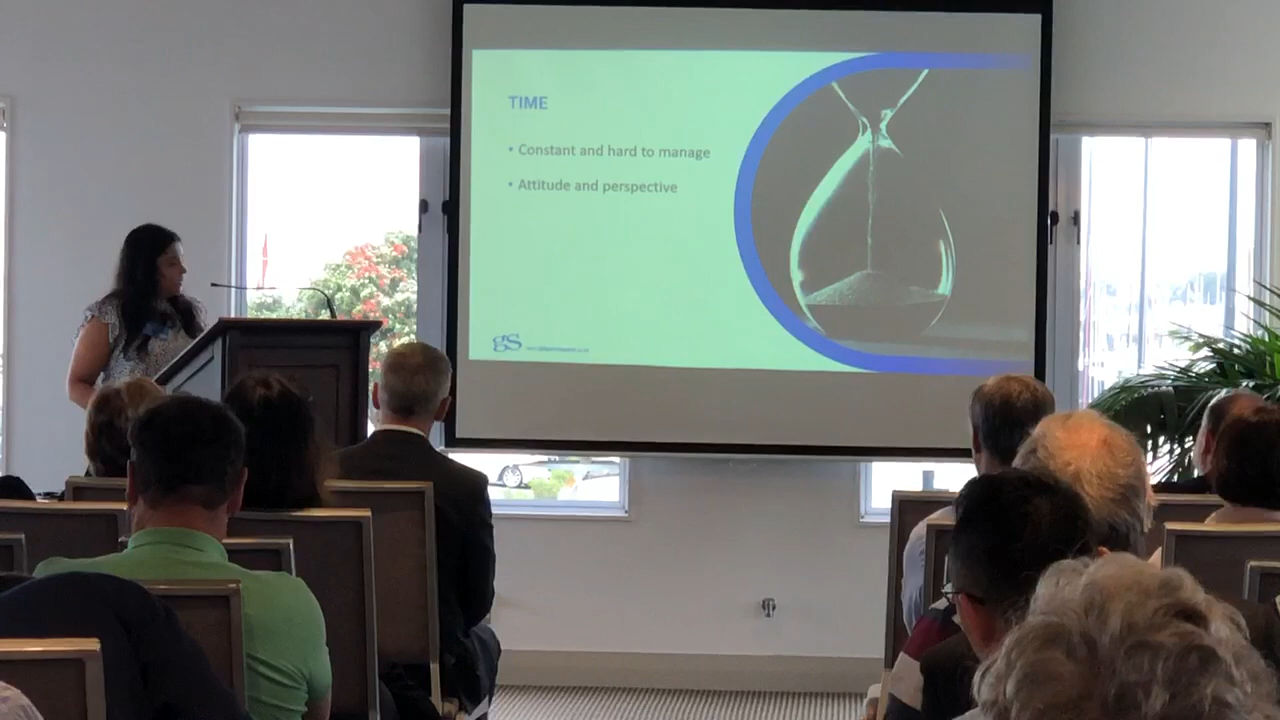 TIME
• Constant and hard to manage
• Attitude and perspective
gS